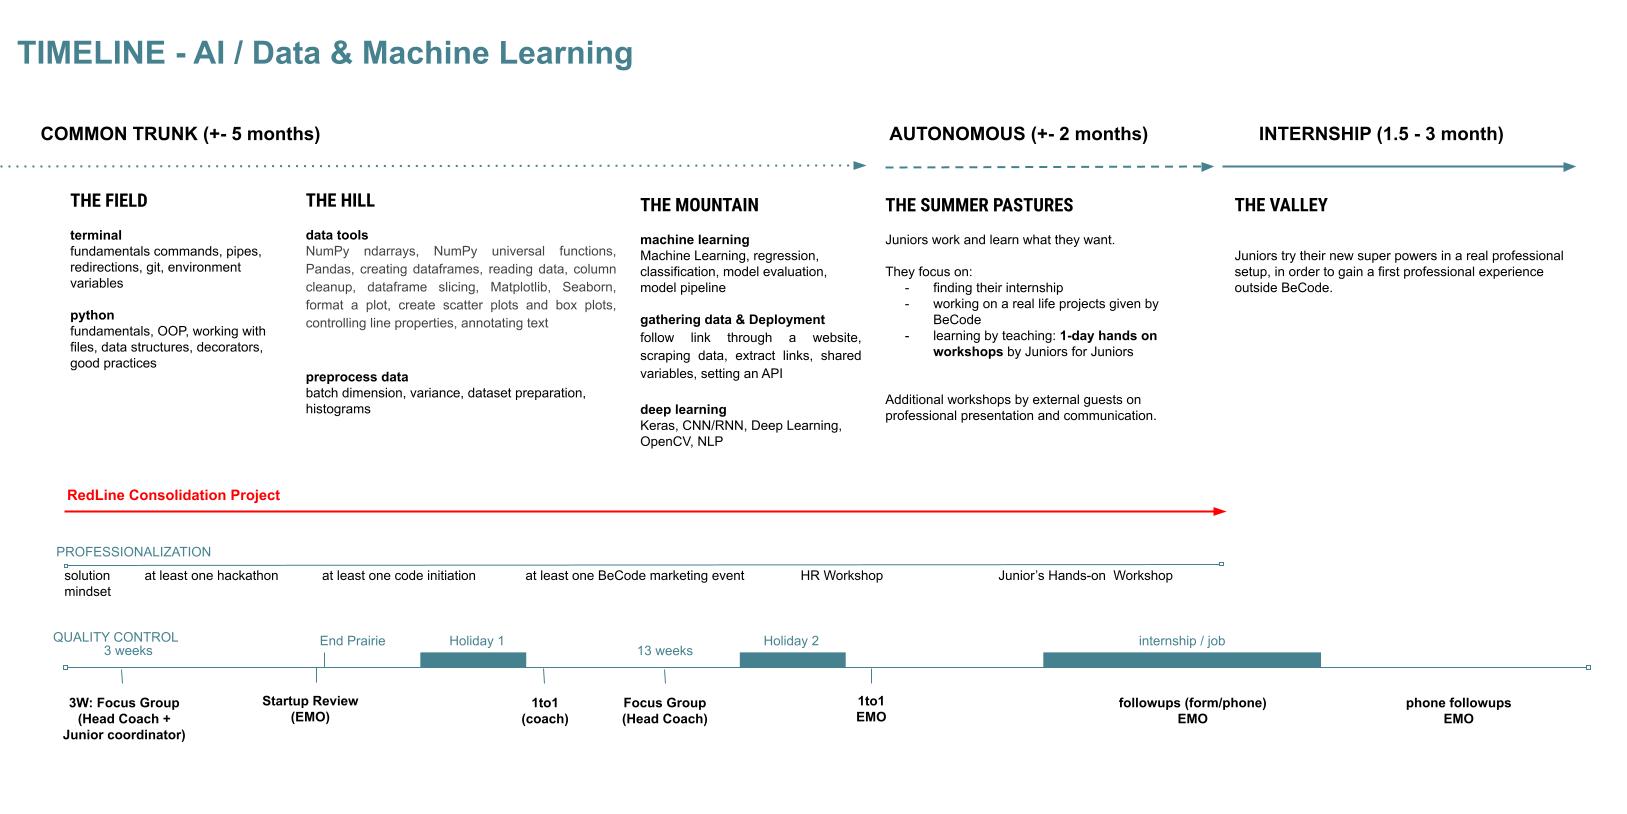 TIMELINE - AI / Data & Machine Learning
COMMON TRUNK (+- 5 months)
AUTONOMOUS (+- 2 months)
INTERNSHIP (1.5 - 3 month)
THE FIELD
terminal
fundamentals commands, pipes,
redirections, git, environment
variables
python
fundamentals, OOP, working with
files, data structures, decorators,
good practices
THE HILL
data tools
NumPy ndarrays, NumPy universal functions,
Pandas, creating dataframes, reading data, column
cleanup, dataframe slicing, Matplotlib, Seaborn,
format a plot, create scatter plots and box plots,
controlling line properties, annotating text
preprocess data
batch dimension, variance, dataset preparation,
histograms
THE MOUNTAIN
machine learning
Machine Learning, regression,
classification, model evaluation,
model pipeline
gathering data & Deployment
follow link through a website,
scraping data, extract links, shared
variables, setting an API
deep learning
Keras, CNN/RNN, Deep Learning,
OpenCV, NLP
THE SUMMER PASTURES
Juniors work and learn what they want.
They focus on:
- finding their internship
- working on a real life projects given by
BeCode
- learning by teaching: 1-day hands on
workshops by Juniors for Juniors
Additional workshops by external guests on
professional presentation and communication.
THE VALLEY
Juniors try their new super powers in a real professional
setup, in order to gain a first professional experience
outside BeCode.
RedLine Consolidation Project
PROFESSIONALIZATION
solution
mindset
at least one hackathon
at least one code initiation
at least one BeCode marketing event
HR Workshop
Junior's Hands-on Workshop
QUALITY CONTROL
3 weeks
End Prairie
Holiday 1
13 weeks
Holiday 2
internship / job
3W: Focus Group
(Head Coach +
Junior coordinator)
Startup Review
(EMO)
1to1
(coach)
Focus Group
(Head Coach)
1to1
EMO
followups (form/phone)
EMO
phone followups
EMO